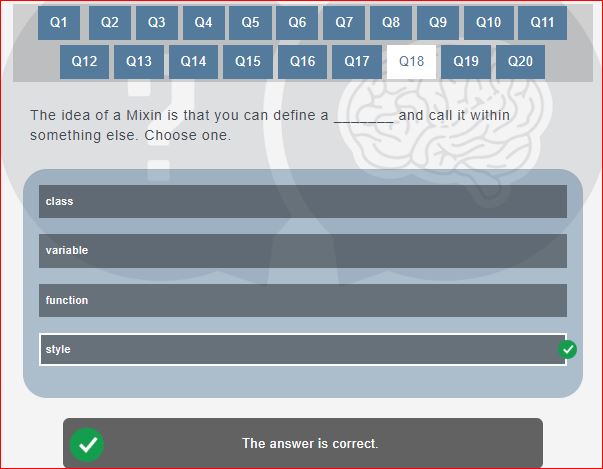 Q1 Q2 Q3 Q4 Q5 Q6 Q7 Q8 Q9 Q10 Q11
Q12 Q13 Q14 Q15 Q16 Q17 Q18 Q19 Q20
The idea of a Mixin is that you can define a _______ and call it within
something else. Choose one.
class
variable
function
style
The answer is correct.